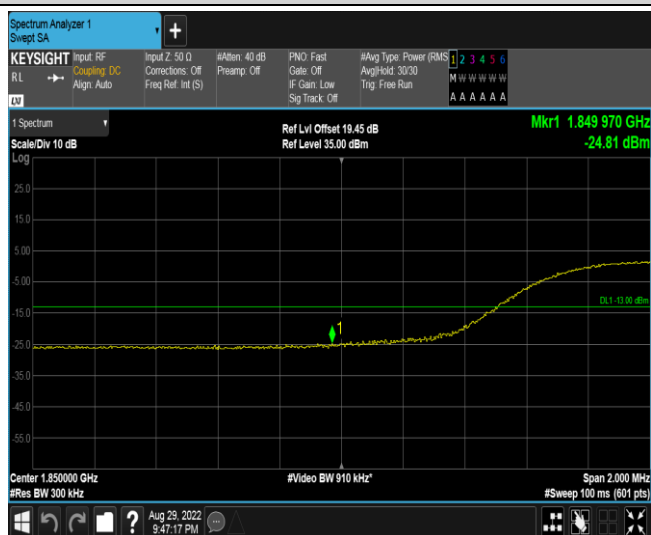 Spectrum Analyzer 1
Swept SA
KEYSIGHT Input: RF Input Z: 50 Ω #Atten: 40 dB PNO: Fast #Avg Type: Power (RMS 1 2 3 4 5 6
R L Coupling: DC Corrections: Off Preamp: Off Gate: Off Avg|Hold: 30/30 M W W W W W
Align: Auto Freq Ref: Int (S) IF Gain: Low Trig: Free Run
Sig Track: Off A A A A A A
LXI
1 Spectrum
Ref Lvl Offset 19.45 dB Mkr1 1.849 970 GHz
Scale/Div 10 dB Ref Level 35.00 dBm -24.81 dBm
Log
25.0
15.0
5.00
-5.00
DL1 -13.00 dBm
-15.0
1
-25.0
-35.0
-45.0
-55.0
Center 1.850000 GHz #Video BW 910 kHz* Span 2.000 MHz
#Res BW 300 kHz #Sweep 100 ms (601 pts)
? Aug 29, 2022
9:47:17 PM